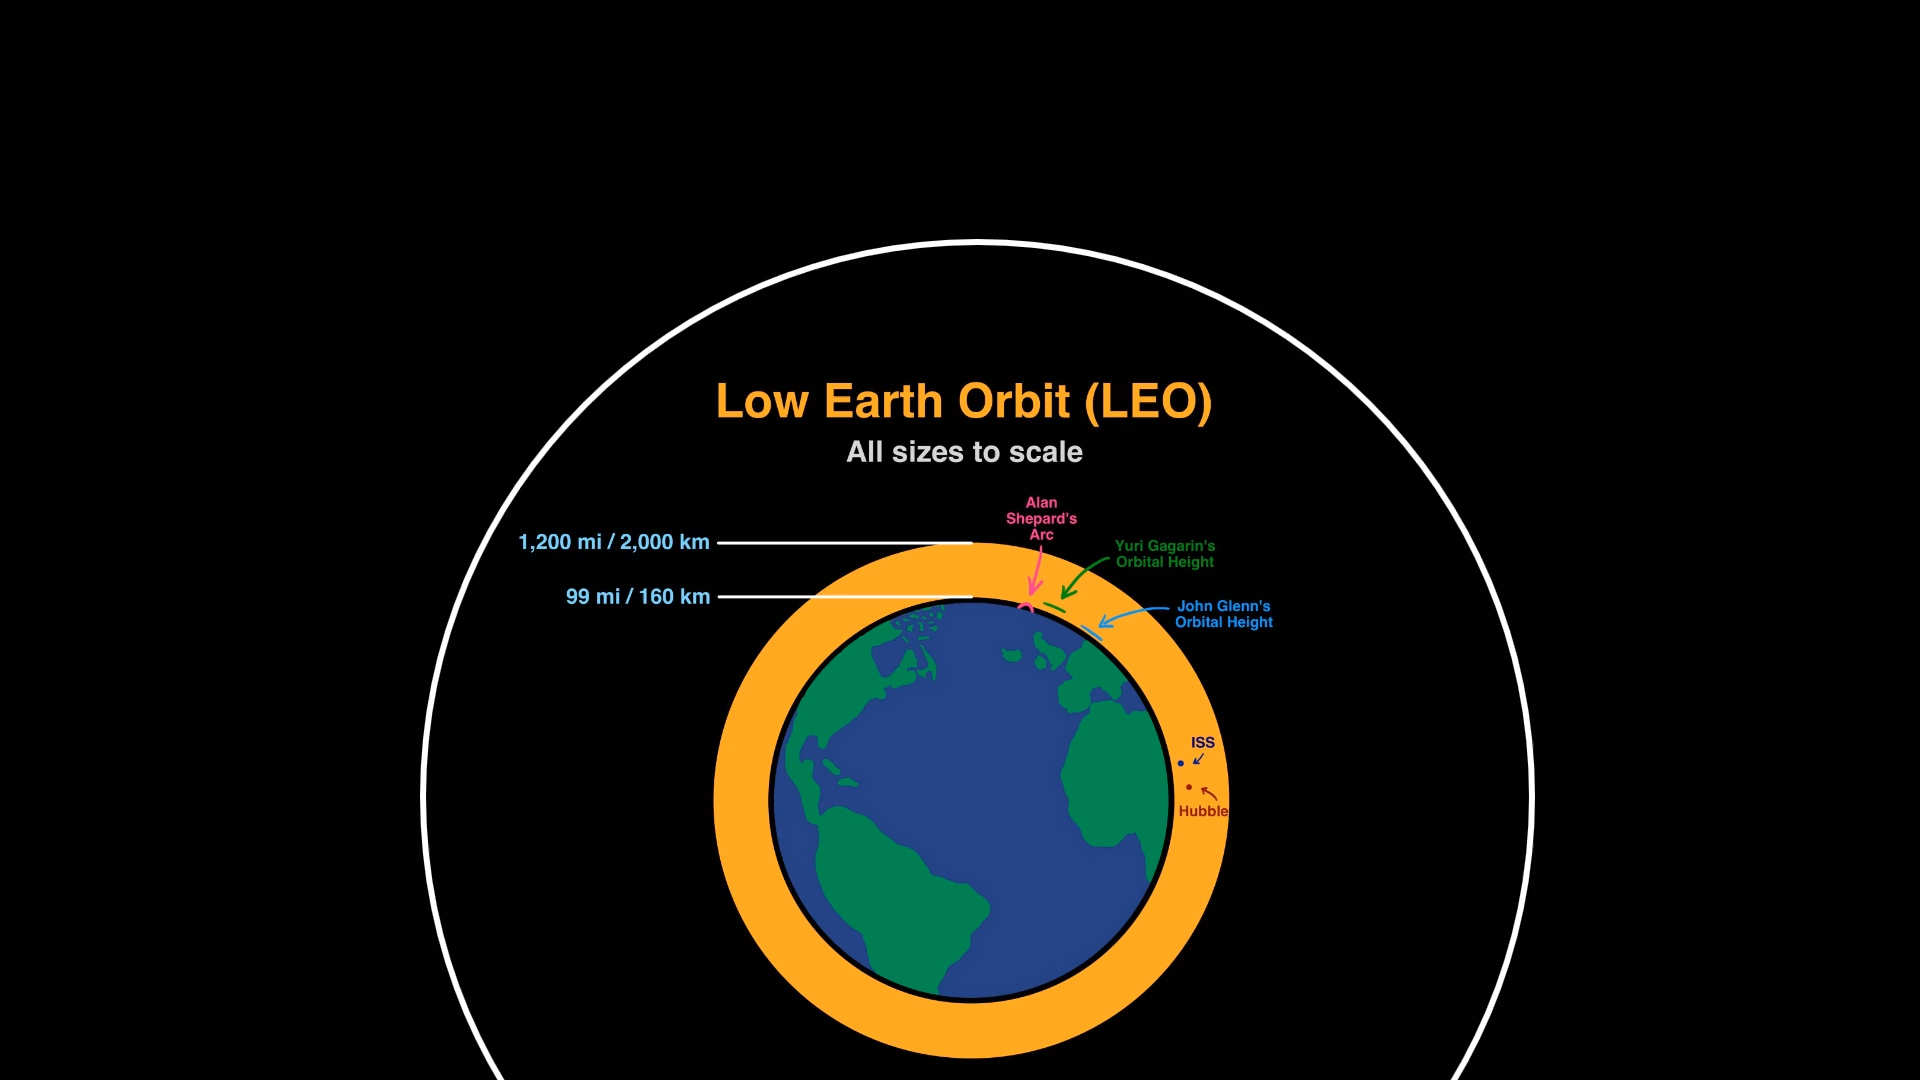 Low Earth Orbit (LEO)
All sizes to scale
Alan
Shepard's
Arc
1,200 mi / 2,000 km
Yuri Gagarin's
Orbital Height
99 mi / 160 km
John Glenn's
Orbital Height
ISS
Hubble